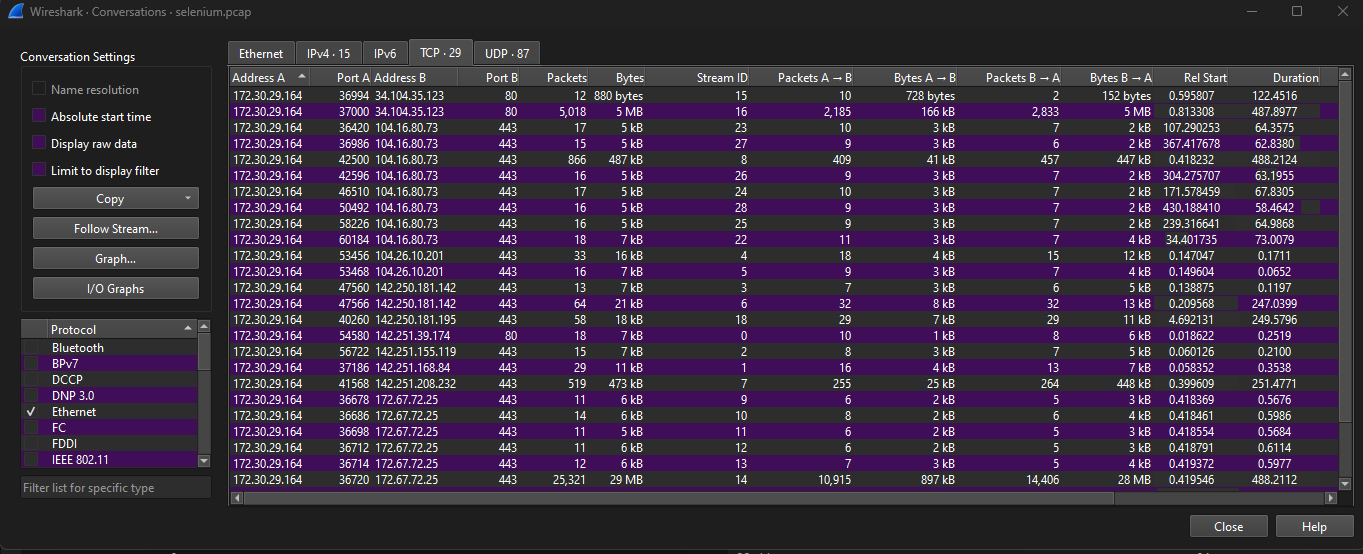 Wireshark · Conversations · selenium.pcap
Conversation Settings
Name resolution
Absolute start time
Display raw data
Limit to display filter
Copy
Follow Stream...
Graph...
I/O Graphs
Protocol
Bluetooth
BPv7
DCCP
DNP 3.0
Ethernet
FC
FDDI
IEEE 802.11
Filter list for specific type
Ethernet IPv4 · 15 IPv6 TCP · 29 UDP · 87
Address A Port A Address B Port B Packets Bytes Stream ID Packets A → B Bytes A → B Packets B → A Bytes B → A Rel Start Duration
172.30.29.164 36994 34.104.35.123 80 12 880 bytes 15 10 728 bytes 2 152 bytes 0.595807 122.4516
172.30.29.164 37000 34.104.35.123 80 5,018 5 MB 16 2,185 166 kB 2,833 5 MB 0.813308 487.8977
172.30.29.164 36420 104.16.80.73 443 17 5 kB 23 10 3 kB 7 2 kB 107.290253 64.3575
172.30.29.164 36986 104.16.80.73 443 15 5 kB 27 9 3 kB 6 2 kB 367.417678 62.8380
172.30.29.164 42500 104.16.80.73 443 866 487 kB 8 409 41 kB 457 447 kB 0.418232 488.2124
172.30.29.164 42596 104.16.80.73 443 16 5 kB 26 9 3 kB 7 2 kB 304.275707 63.1955
172.30.29.164 46510 104.16.80.73 443 17 5 kB 24 10 3 kB 7 2 kB 171.578459 67.8305
172.30.29.164 50492 104.16.80.73 443 16 5 kB 28 9 3 kB 7 2 kB 430.188410 58.4642
172.30.29.164 58226 104.16.80.73 443 16 5 kB 25 9 3 kB 7 2 kB 239.316641 64.9868
172.30.29.164 60184 104.16.80.73 443 18 7 kB 22 11 3 kB 7 4 kB 34.401735 73.0079
172.30.29.164 53456 104.26.10.201 443 33 16 kB 4 18 4 kB 15 12 kB 0.147047 0.1711
172.30.29.164 53468 104.26.10.201 443 16 7 kB 5 9 3 kB 7 4 kB 0.149604 0.0652
172.30.29.164 47560 142.250.181.142 443 13 7 kB 3 7 3 kB 6 5 kB 0.138875 0.1197
172.30.29.164 47566 142.250.181.142 443 64 21 kB 6 32 8 kB 32 13 kB 0.209568 247.0399
172.30.29.164 40260 142.250.181.195 443 58 18 kB 18 29 7 kB 29 11 kB 4.692131 249.5796
172.30.29.164 54580 142.251.39.174 80 18 7 kB 0 10 1 kB 8 6 kB 0.018622 0.2519
172.30.29.164 56722 142.251.155.119 443 15 7 kB 2 8 3 kB 7 5 kB 0.060126 0.2100
172.30.29.164 37186 142.251.168.84 443 29 11 kB 1 16 4 kB 13 7 kB 0.058352 0.3538
172.30.29.164 41568 142.251.208.232 443 519 473 kB 7 255 25 kB 264 448 kB 0.399609 251.4771
172.30.29.164 36678 172.67.72.25 443 11 6 kB 9 6 2 kB 5 3 kB 0.418369 0.5676
172.30.29.164 36686 172.67.72.25 443 14 6 kB 10 8 2 kB 6 4 kB 0.418461 0.5986
172.30.29.164 36698 172.67.72.25 443 11 5 kB 11 6 2 kB 5 3 kB 0.418554 0.5684
172.30.29.164 36712 172.67.72.25 443 11 6 kB 12 6 2 kB 5 3 kB 0.418791 0.6114
172.30.29.164 36714 172.67.72.25 443 12 6 kB 13 7 3 kB 5 4 kB 0.419372 0.5977
172.30.29.164 36720 172.67.72.25 443 25,321 29 MB 14 10,915 897 kB 14,406 28 MB 0.419546 488.2112
Close
Help